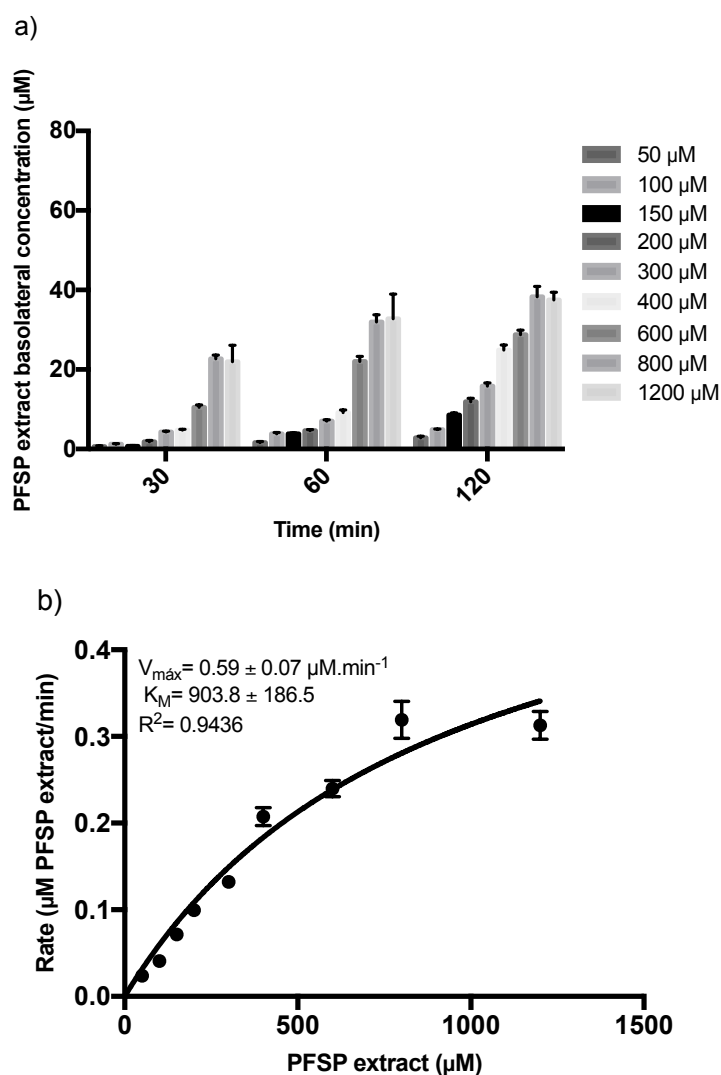 a)
PFSP extract basolateral concentration (µM)
80
60
40
20
0
30
60
120
Time (min)
50 µM
100 µM
150 µM
200 µM
300 µM
400 µM
600 µM
800 µM
1200 µM
b)
Rate (µM PFSP extract/min)
0.4
0.3
0.2
0.1
0.0
Vmáx= 0.59 ± 0.07 µM.min-1
KM= 903.8 ± 186.5
R2= 0.9436
0
500
1000
1500
PFSP extract (µM)